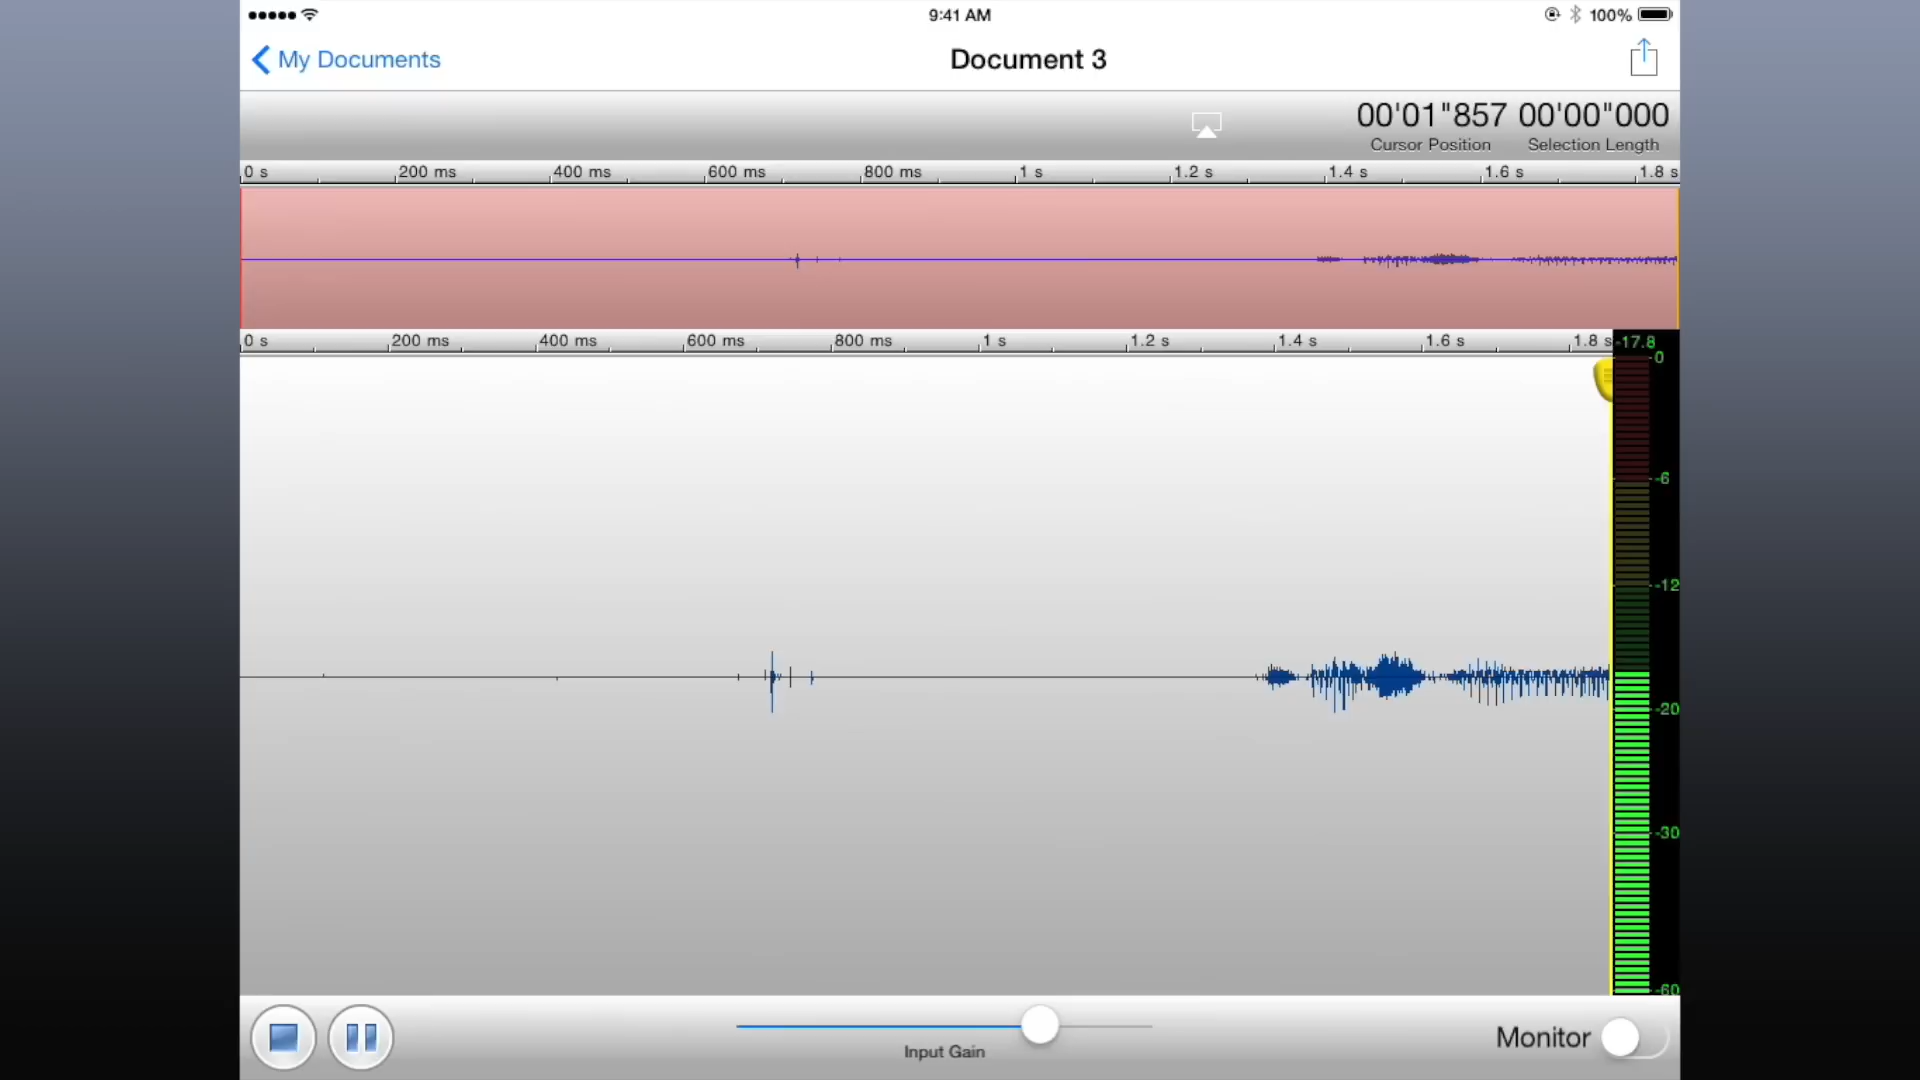 9:41 AM
100%
My Documents
Document 3
00'01"857 00'00"000
Cursor Position Selection Length
0 s 200 ms 400 ms 600 ms 800 ms 1 s 1.2 s 1.4 s 1.6 s 1.8 s
0 s 200 ms 400 ms 600 ms 800 ms 1 s 1.2 s 1.4 s 1.6 s 1.8 s
-17.8
0
-6
-12
-20
-30
-60
Input Gain
Monitor